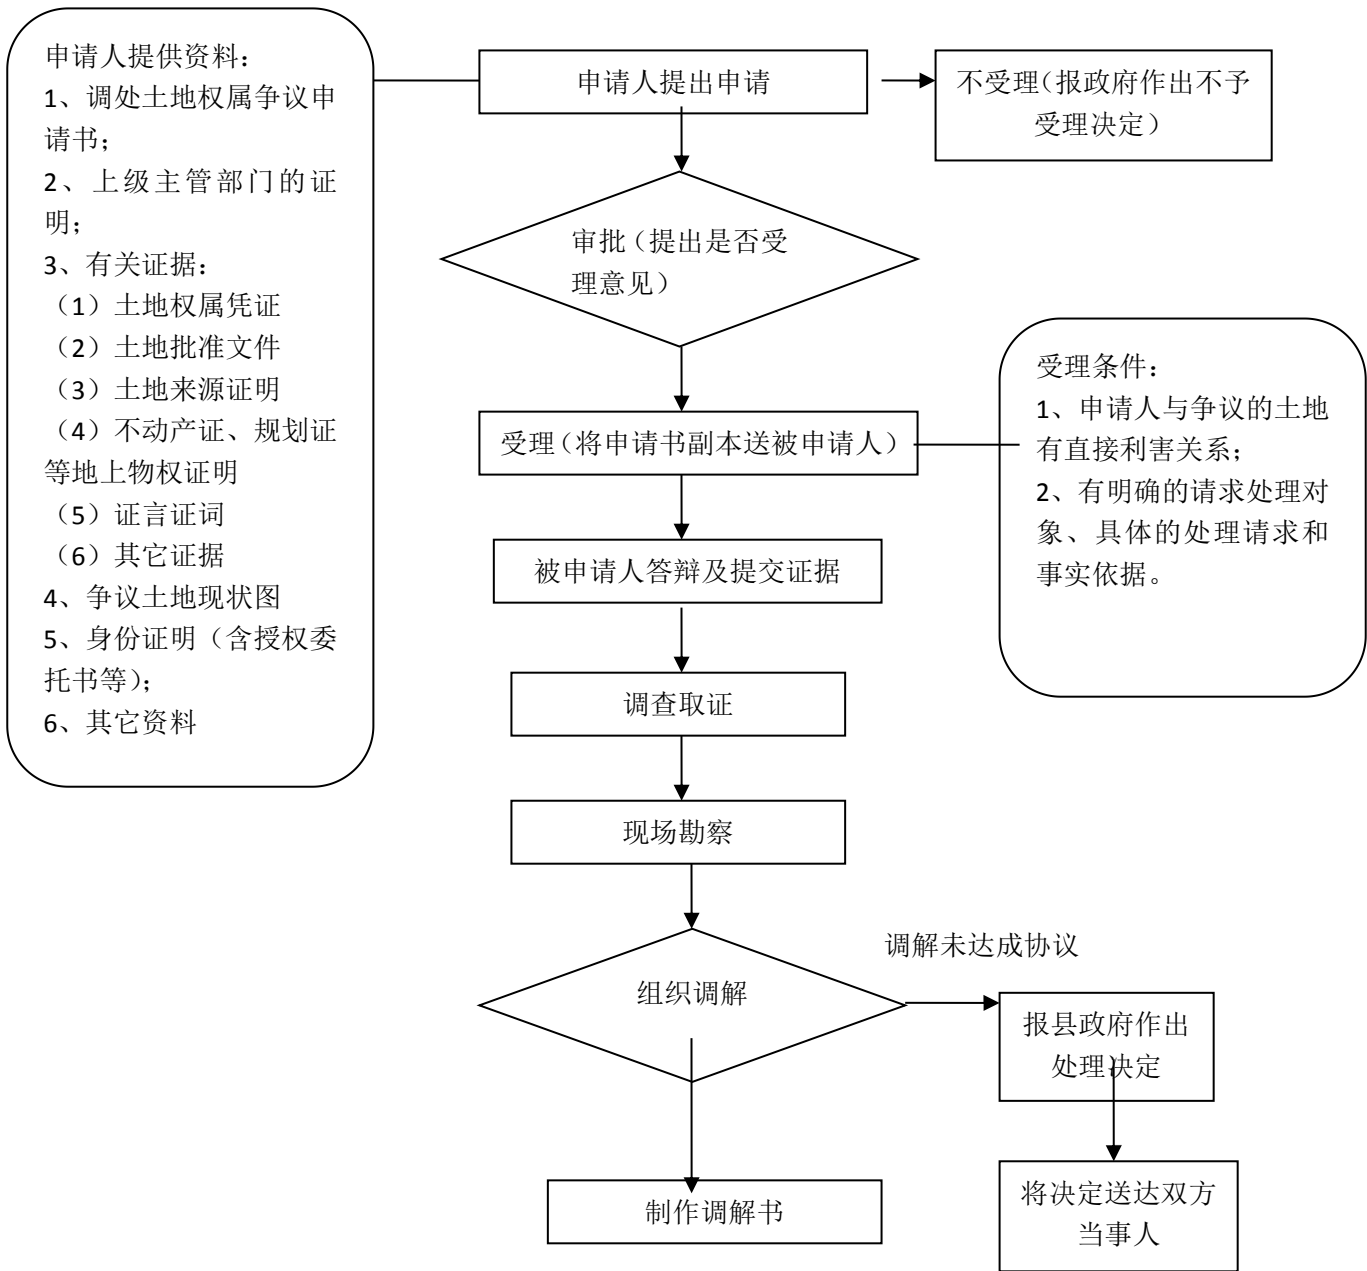 申请人提供资料：
1、调处土地权属争议申
请书；
2、上级主管部门的证
明；
3、有关证据：
（1）土地权属凭证
（2）土地批准文件
（3）土地来源证明
（4）不动产证、规划证
等地上物权证明
（5）证言证词
（6）其它证据
4、争议土地现状图
5、身份证明（含授权委
托书等）；
6、其它资料
申请人提出申请
不受理（报政府作出不予
受理决定）
审批（提出是否受
理意见）
受理（将申请书副本送被申请人）
受理条件：
1、申请人与争议的土地
有直接利害关系；
2、有明确的请求处理对
象、具体的处理请求和
事实依据。
被申请人答辩及提交证据
调查取证
现场勘察
组织调解
调解未达成协议
报县政府作出
处理决定
制作调解书
将决定送达双方
当事人